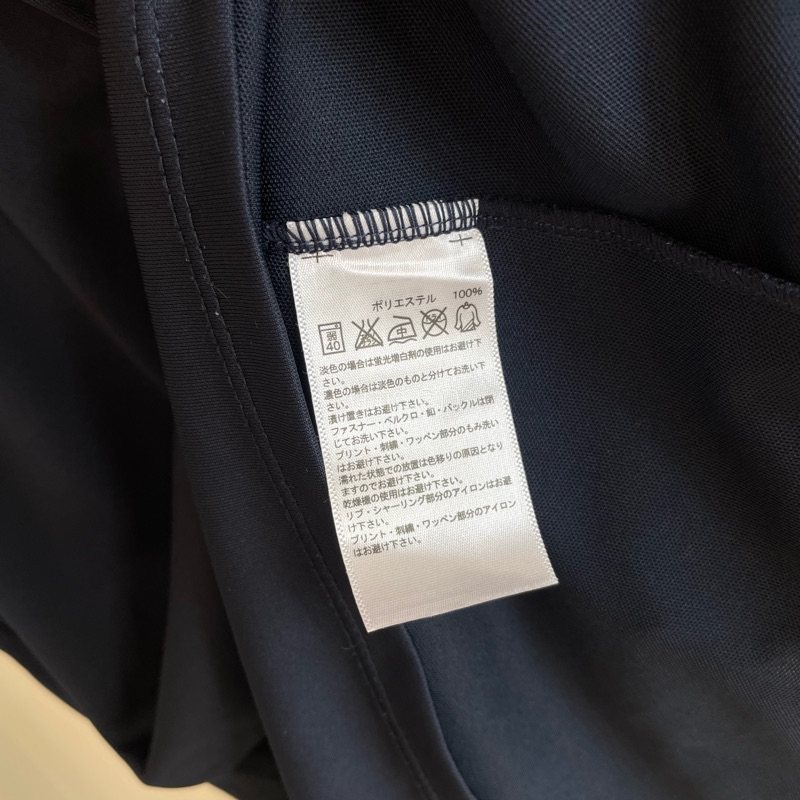 ポリエステル 100%
弱 40 中
淡色の場合は蛍光増白剤の使用はお避け下
さい。
濃色の場合は淡色のものと分けてお洗い下
さい。
漬け置きはお避け下さい。
ファスナー・ベルクロ・釦・バックルは閉
じてお洗い下さい。
プリント・刺繍・ワッペン部分のもみ洗い
はお避け下さい。
濡れた状態での放置は色移りの原因となり
ますのでお避け下さい。
乾燥機の使用はお避け下さい。
リブ・シャーリング部分のアイロンはお避
け下さい。
プリント・刺繍・ワッペン部分のアイロン
はお避け下さい。